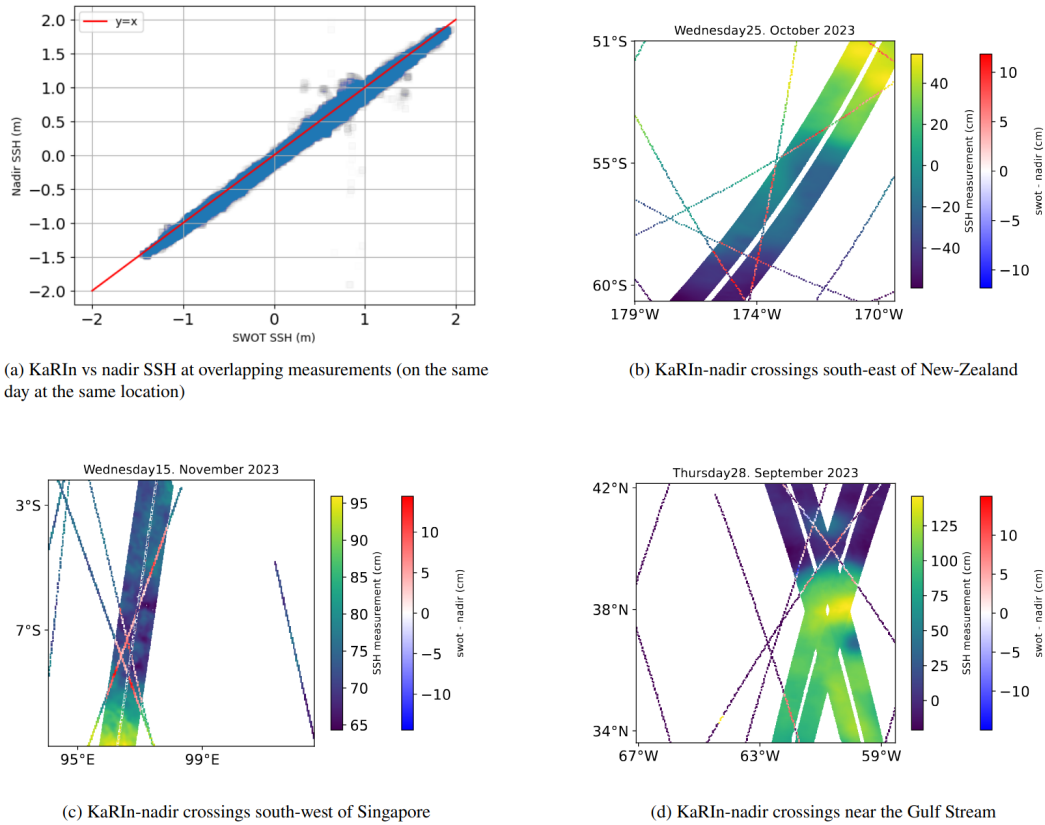 y=x
2.0
1.5
1.0
0.5
0.0
−0.5
−1.0
−1.5
−2.0
Nadir SSH (m)
−2
−1
0
1
2
SWOT SSH (m)
(a) KaRIn vs nadir SSH at overlapping measurements (on the same
day at the same location)
Wednesday25. October 2023
51°S
55°S
60°S
179°W
174°W
170°W
40
20
0
−20
−40
SSH measurement (cm)
10
5
0
−5
−10
swot - nadir (cm)
(b) KaRIn-nadir crossings south-east of New-Zealand
Wednesday15. November 2023
3°S
7°S
95°E
99°E
95
90
85
80
75
70
65
SSH measurement (cm)
10
5
0
−5
−10
swot - nadir (cm)
(c) KaRIn-nadir crossings south-west of Singapore
Thursday28. September 2023
42°N
38°N
34°N
67°W
63°W
59°W
125
100
75
50
25
0
SSH measurement (cm)
10
5
0
−5
−10
swot - nadir (cm)
(d) KaRIn-nadir crossings near the Gulf Stream